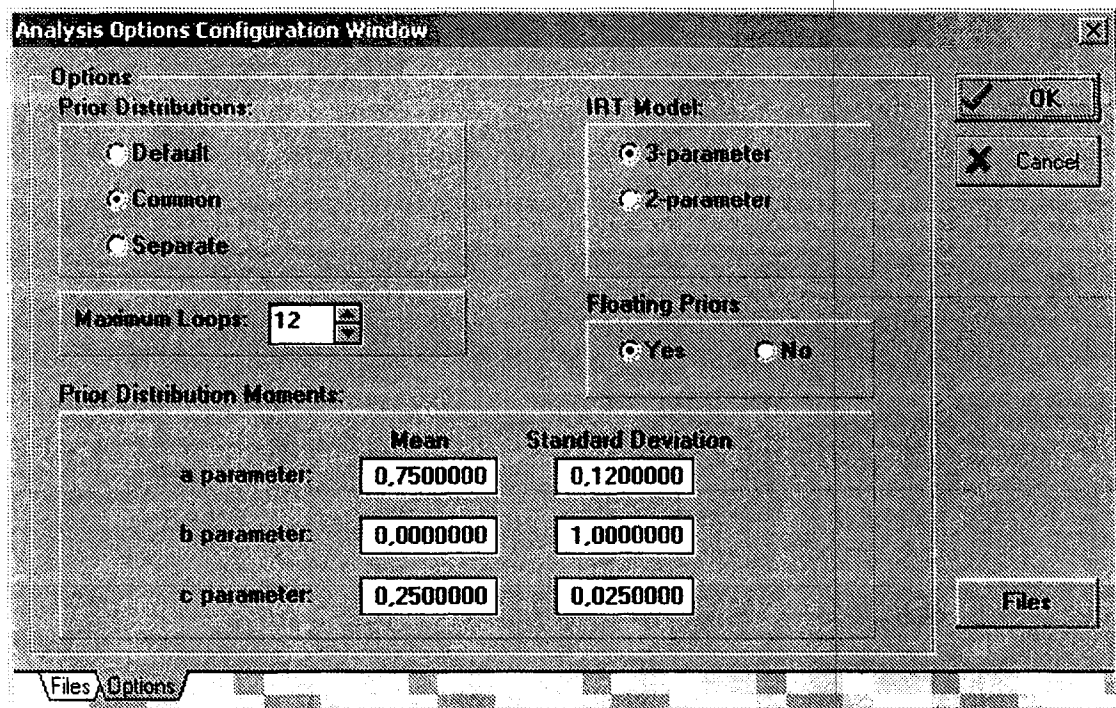 Analysis Options Configuration Window
Options
Prior Distributions:
Default
Common
Separate
IRT Model:
3-parameter
2-parameter
OK
Cancel
Maximum Loops: 12
Floating Priors
Yes No
Prior Distribution Moments:
Mean Standard Deviation
a parameter: 0,7500000 0,1200000
b parameter: 0,0000000 1,0000000
c parameter: 0,2500000 0,0250000
Files
Files Options